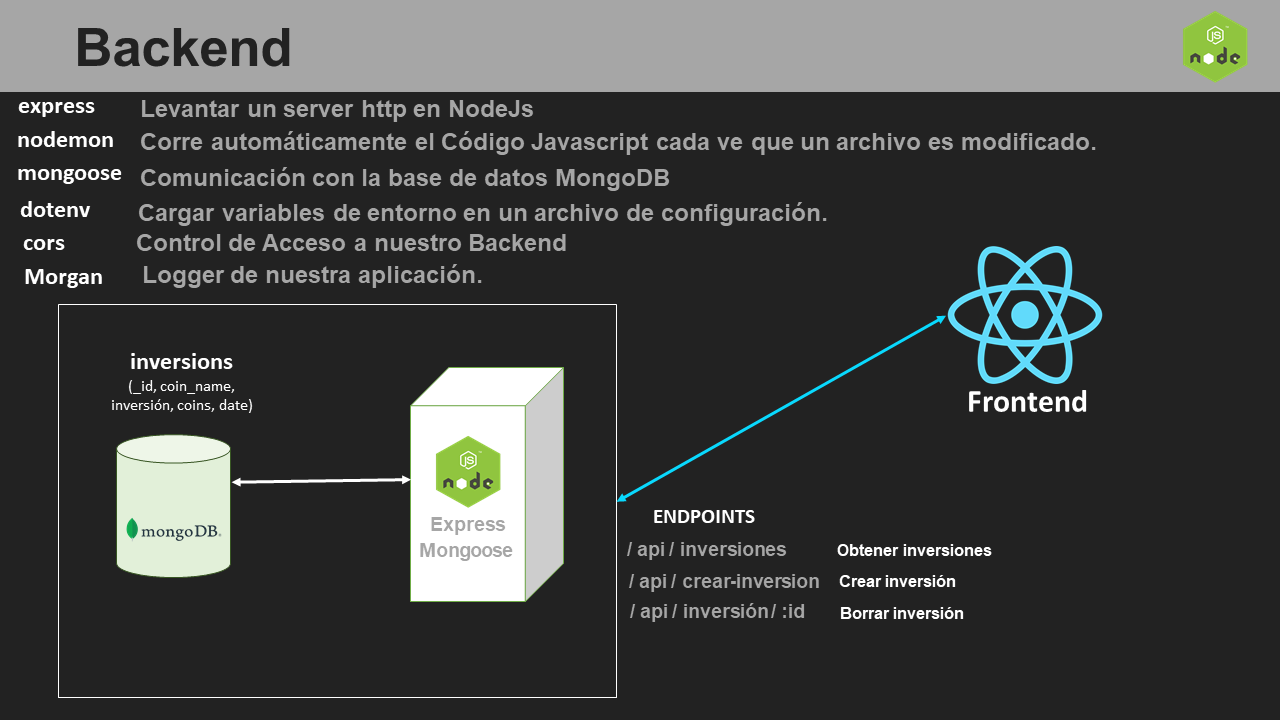 Backend
JS
node
express Levantar un server http en NodeJs
nodemon Corre automáticamente el Código Javascript cada ve que un archivo es modificado.
mongoose Comunicación con la base de datos MongoDB
dotenv Cargar variables de entorno en un archivo de configuración.
cors Control de Acceso a nuestro Backend
Morgan Logger de nuestra aplicación.
inversions
(_id, coin_name,
inversión, coins, date)
mongoDB
JS
node
Express
Mongoose
Frontend
ENDPOINTS
/ api / inversiones Obtener inversiones
/ api / crear-inversion Crear inversión
/ api / inversión / :id Borrar inversión